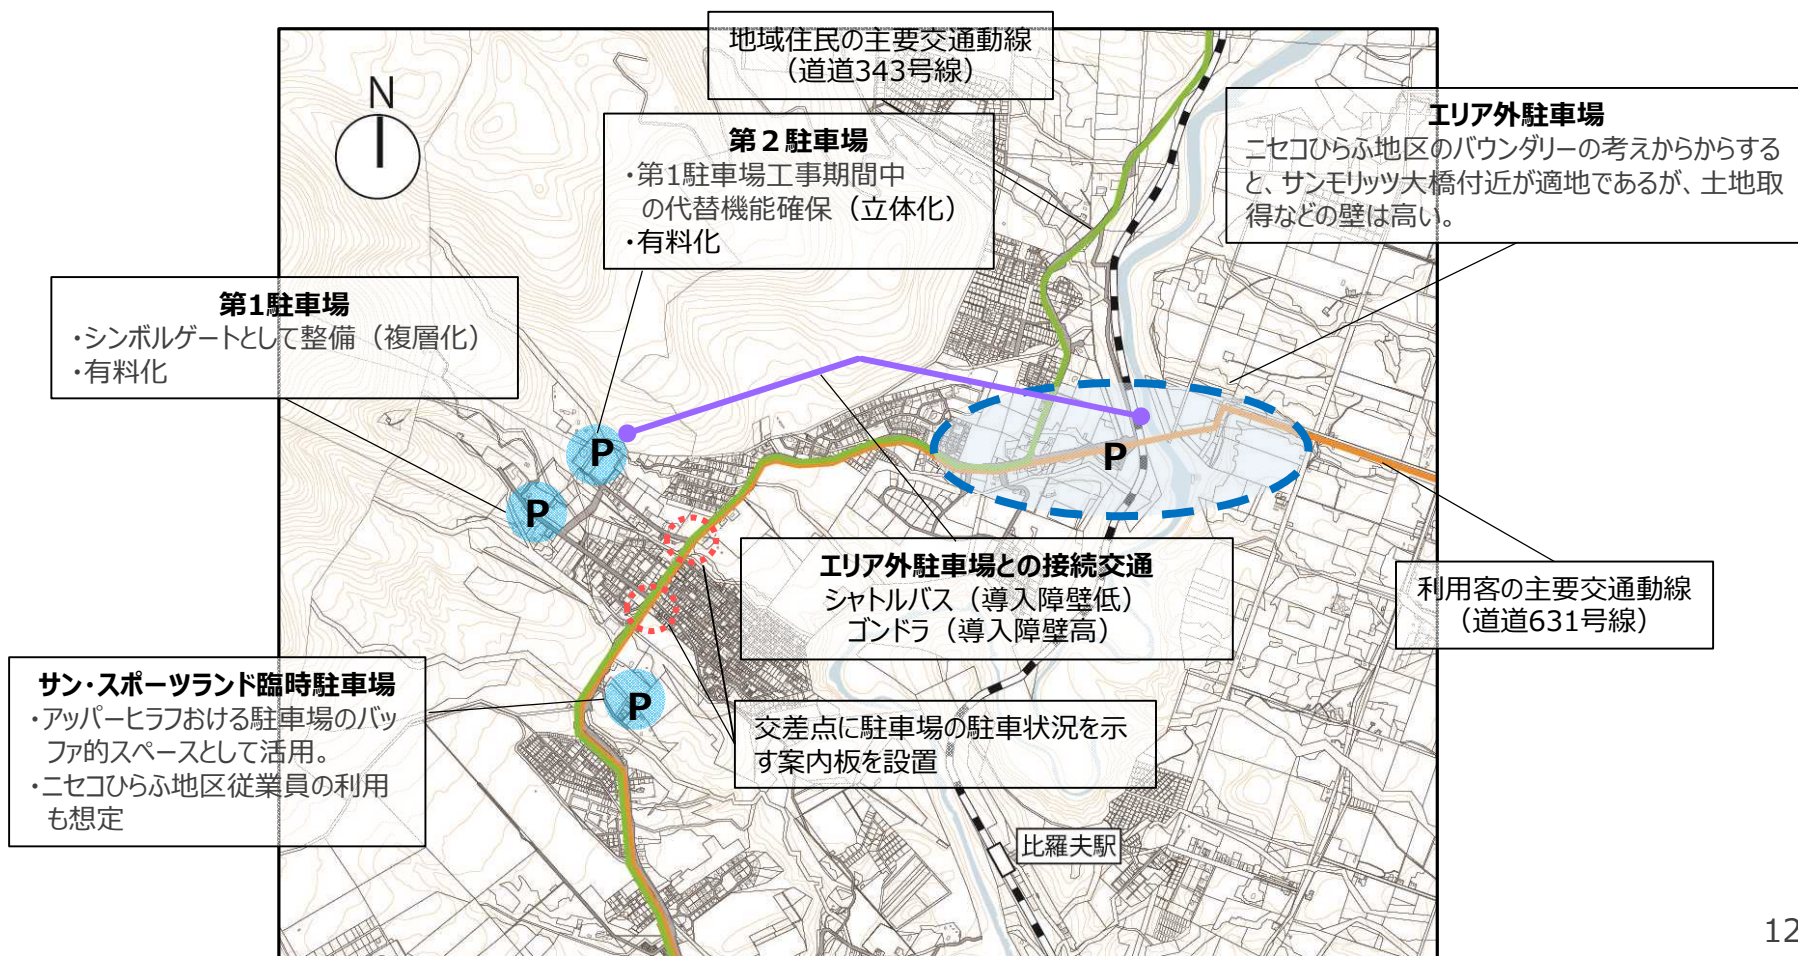 地域住民の主要交通動線
（道道343号線）
N
第２駐車場
・第1駐車場工事期間中
の代替機能確保（立体化）
・有料化
エリア外駐車場
ニセコひらふ地区のバウンダリーの考えからからする
と、サンモリッツ大橋付近が適地であるが、土地取
得などの壁は高い。
第1駐車場
・シンボルゲートとして整備（複層化）
・有料化
P
P
P
エリア外駐車場との接続交通
シャトルバス（導入障壁低）
ゴンドラ（導入障壁高）
利用客の主要交通動線
（道道631号線）
サン・スポーツランド臨時駐車場
・アッパーヒラフおける駐車場のバッ
ファ的スペースとして活用。
・ニセコひらふ地区従業員の利用
も想定
P
交差点に駐車場の駐車状況を示
す案内板を設置
比羅夫駅
12